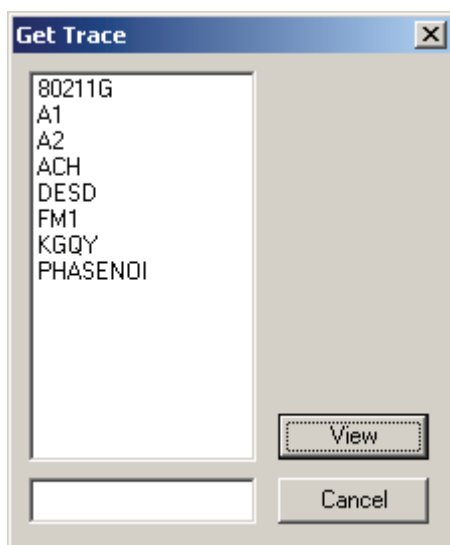 Get Trace
80211G
A1
A2
ACH
DESD
FM1
KGQY
PHASENOI
View
Cancel